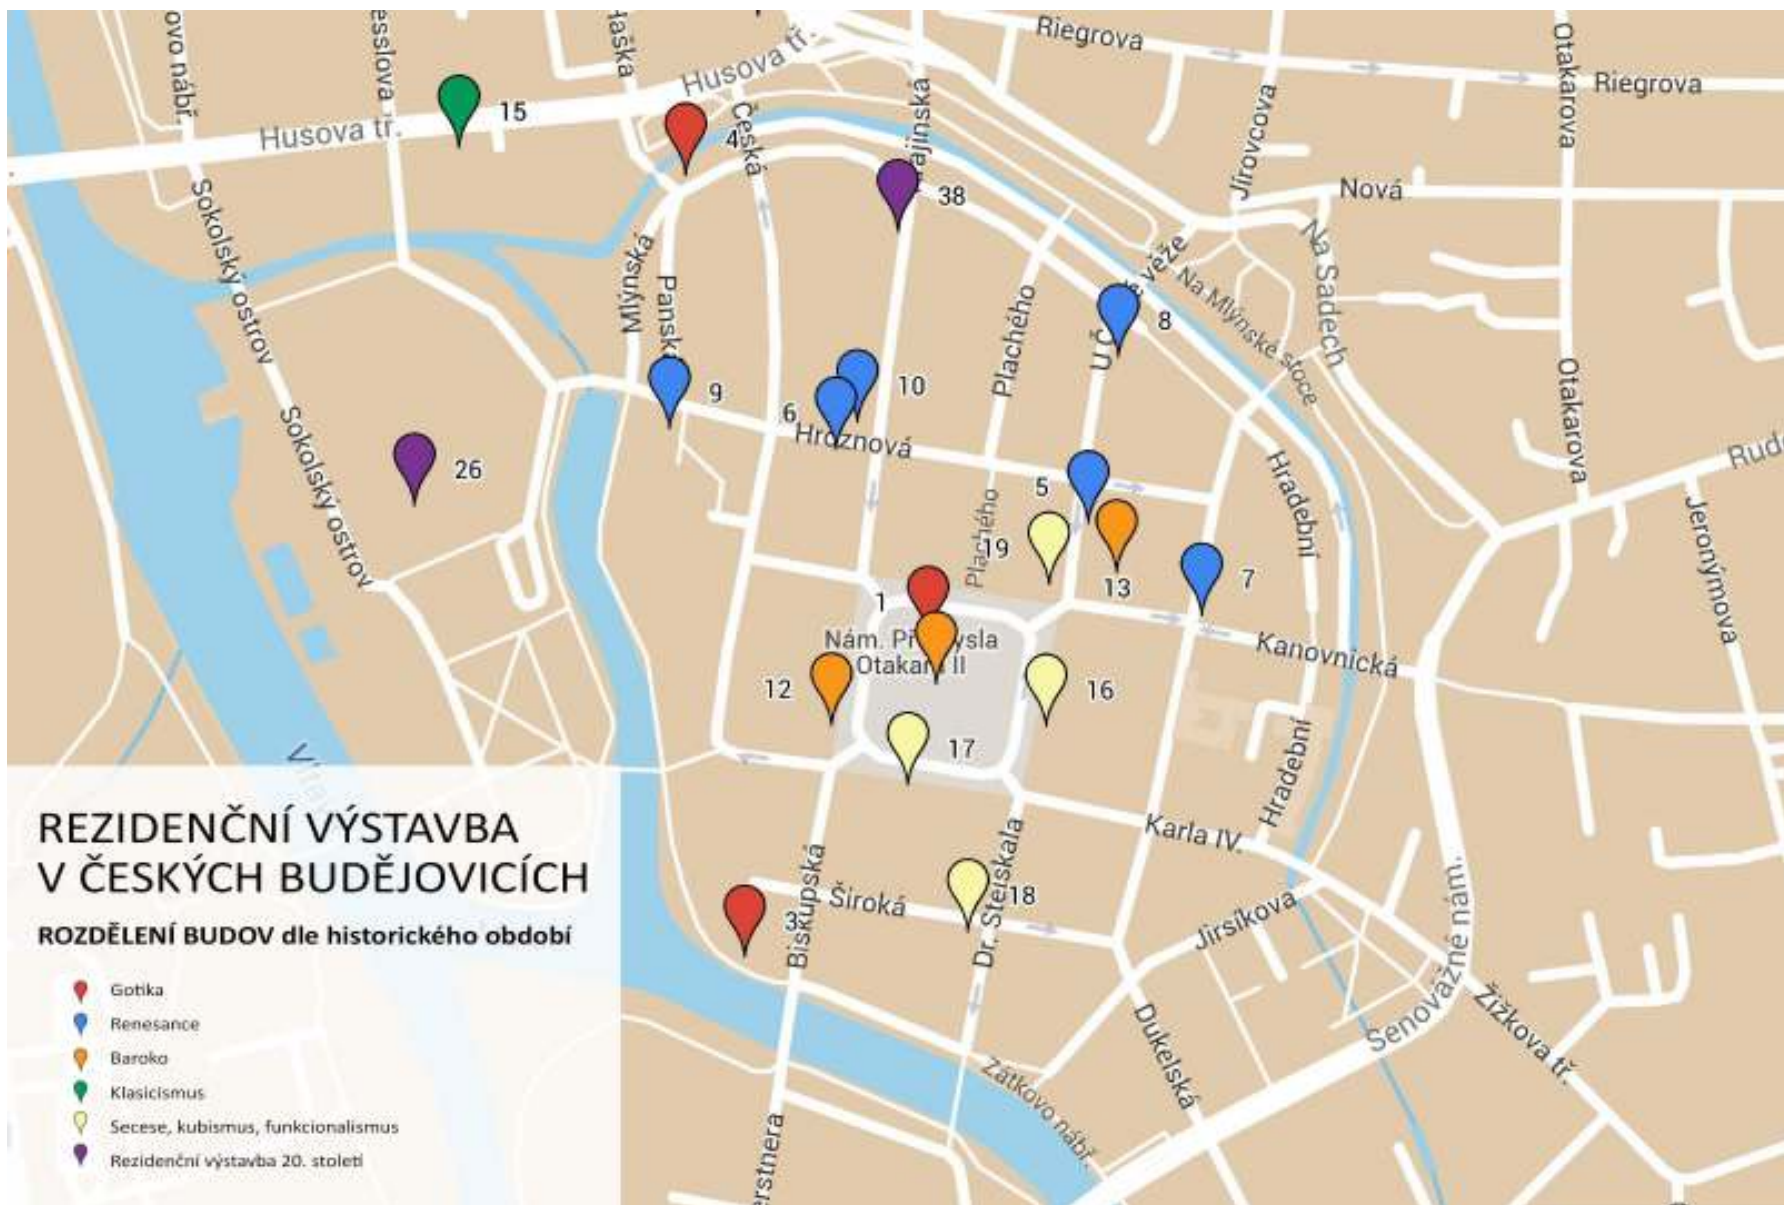 Riegrova
Riegrova
Otakarova
Husova tř.
Husova tř.
Česká
Jírovcova
Nová
Na Sadech
Na Mlýnské stoce
Sokolský ostrov
Sokolský ostrov
Mlýnská
Panská
Plachého
Plachého
Hroznová
Hradební
Hradební
Otakarova
Otakarova
Jeronýmova
Kanovnická
Karla IV.
Široká
Biskupská
Dr. Stejskala
Jirsíkova
Senovážné nám.
Žižkova tř.
Dukelská
Zátkovo nábř.
15
4
38
8
9
10
6
26
5
19
13
7
1
12
16
17
18
3
REZIDENČNÍ VÝSTAVBA
V ČESKÝCH BUDĚJOVICÍCH
ROZDĚLENÍ BUDOV dle historického období
Gotika
Renesance
Baroko
Klasicismus
Secese, kubismus, funkcionalismus
Rezidenční výstavba 20. století